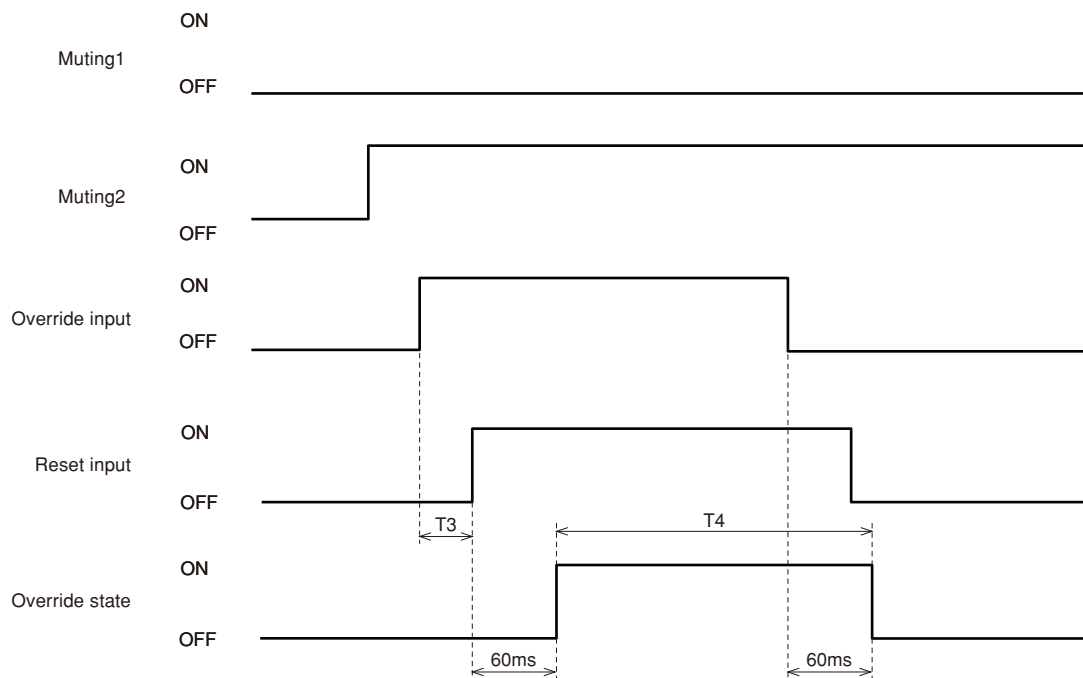 ON
Muting1
OFF
ON
Muting2
OFF
ON
Override input
OFF
ON
Reset input
OFF
T3
T4
ON
Override state
OFF
60ms
60ms